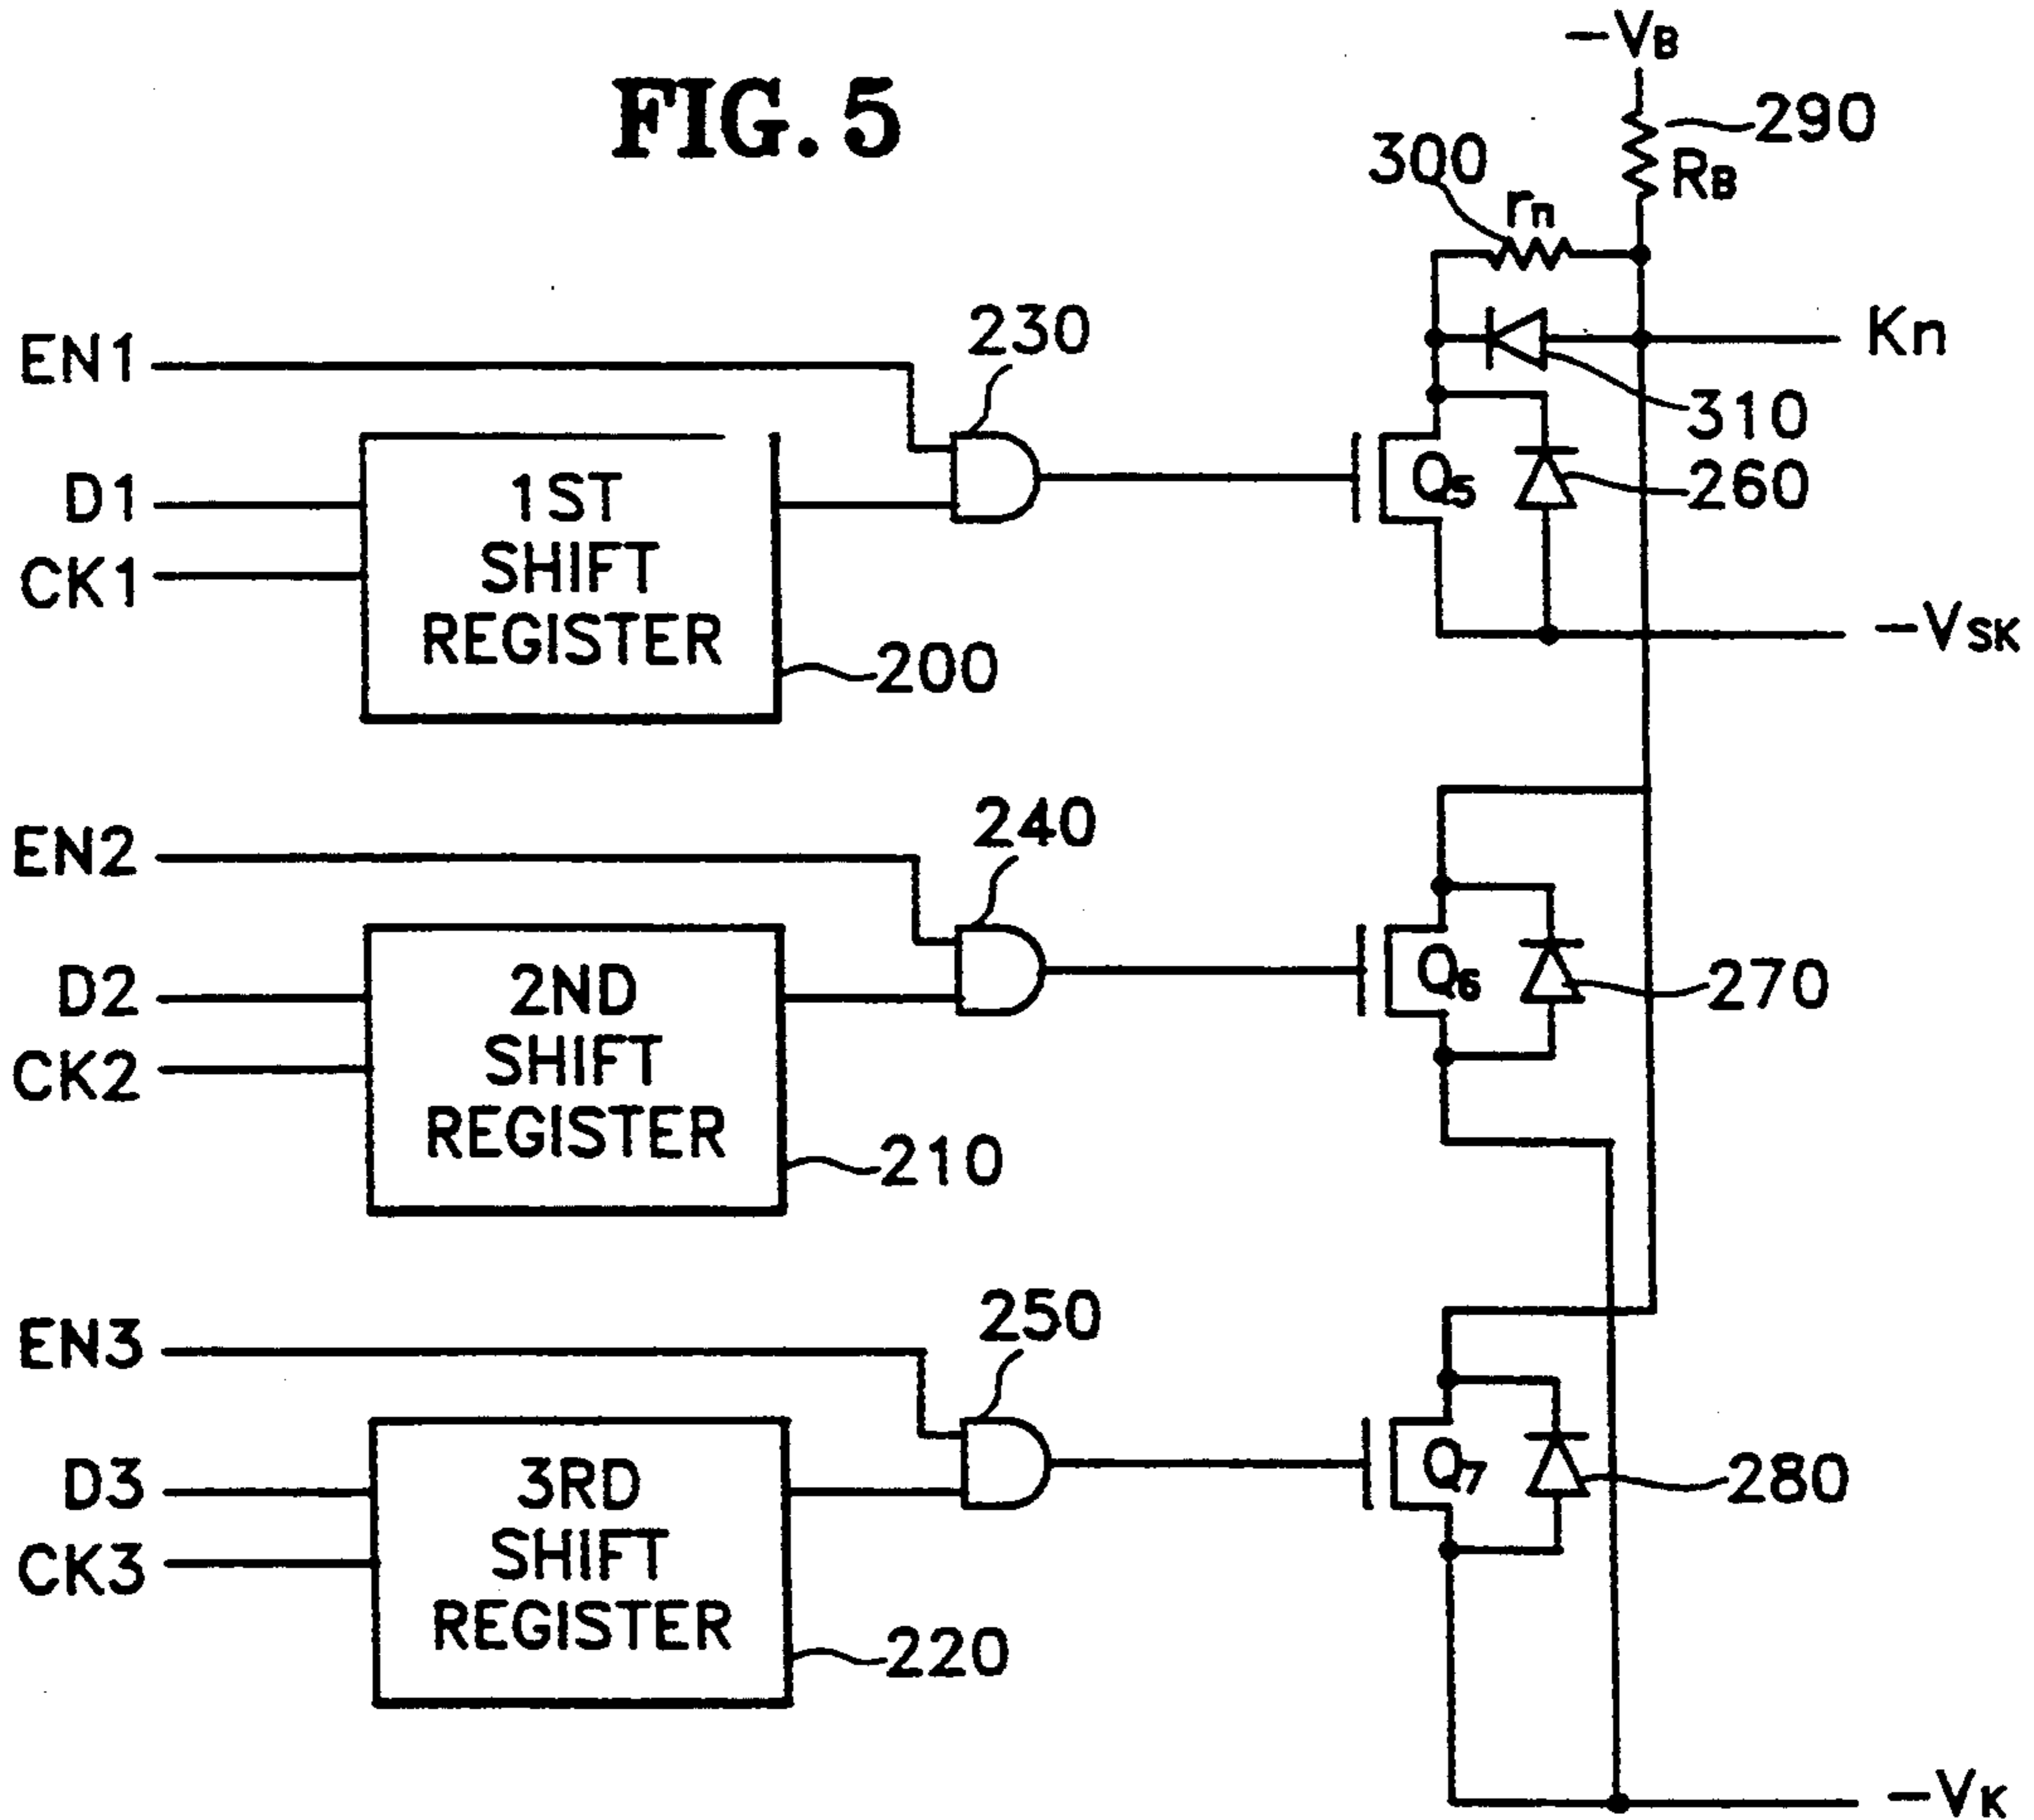 FIG. 5
-VB
290
RB
300
rn
Kn
310
EN1
230
D1
CK1
1ST
SHIFT
REGISTER
200
Q5
260
-VSK
EN2
240
D2
CK2
2ND
SHIFT
REGISTER
210
Q6
270
EN3
250
D3
CK3
3RD
SHIFT
REGISTER
220
Q7
280
-VK